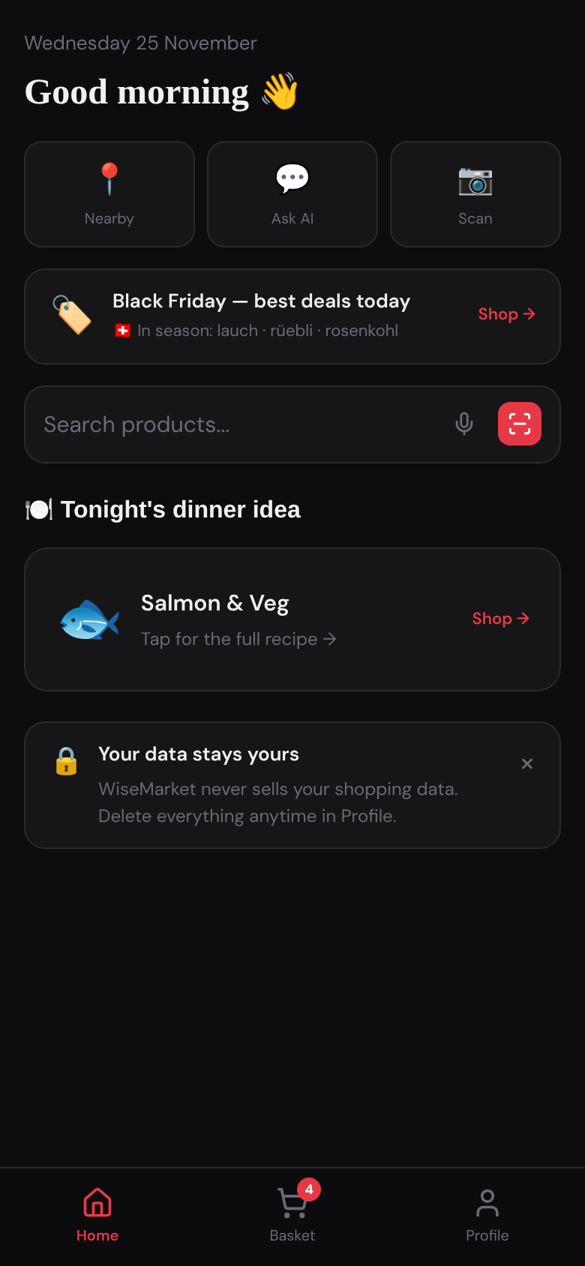 Wednesday 25 November
Good morning 👋
Nearby
Ask AI
Scan
Black Friday — best deals today
🇨🇭 In season: lauch · rüebli · rosenkohl
Shop →
Search products...
🍽️ Tonight's dinner idea
Salmon & Veg
Tap for the full recipe →
Shop →
Your data stays yours
WiseMarket never sells your shopping data.
Delete everything anytime in Profile.
4
Home
Basket
Profile